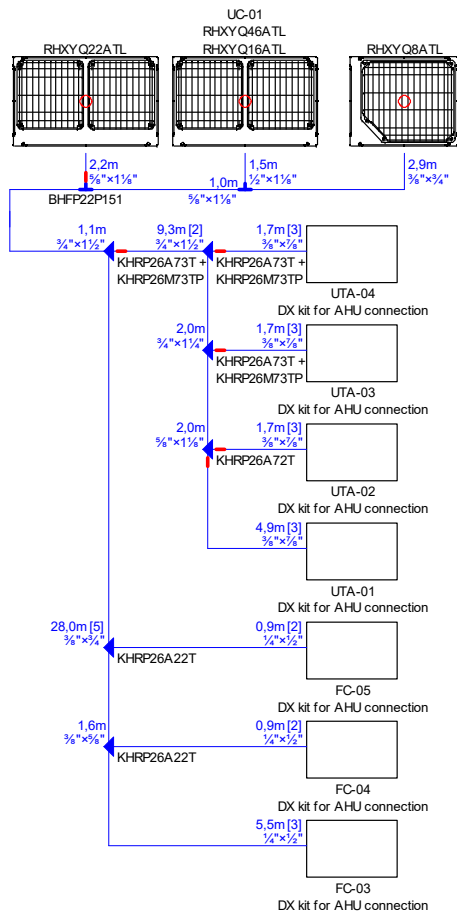 UC-01
RHXYQ46ATL
RHXYQ22ATL RHXYQ16ATL RHXYQ8ATL
2,2m 1,5m 2,9m
⅝"×1⅛" 1,0m ½"×1⅛" ⅜"×¾"
BHFP22P151 ⅝"×1⅛"
1,1m 9,3m [2] 1,7m [3]
¾"×1½" ¾"×1½" ⅜"×⅞"
KHRP26A73T + KHRP26A73T +
KHRP26M73TP KHRP26M73TP
UTA-04
DX kit for AHU connection
2,0m 1,7m [3]
¾"×1¼" ⅜"×⅞"
KHRP26A73T +
KHRP26M73TP
UTA-03
DX kit for AHU connection
2,0m 1,7m [3]
⅝"×1⅛" ⅜"×⅞"
KHRP26A72T
UTA-02
DX kit for AHU connection
4,9m [3]
⅜"×⅞"
UTA-01
DX kit for AHU connection
28,0m [5] 0,9m [2]
⅜"×¾" ¼"×½"
KHRP26A22T
FC-05
DX kit for AHU connection
1,6m 0,9m [2]
⅜"×⅝" ¼"×½"
KHRP26A22T
FC-04
DX kit for AHU connection
5,5m [3]
¼"×½"
FC-03
DX kit for AHU connection